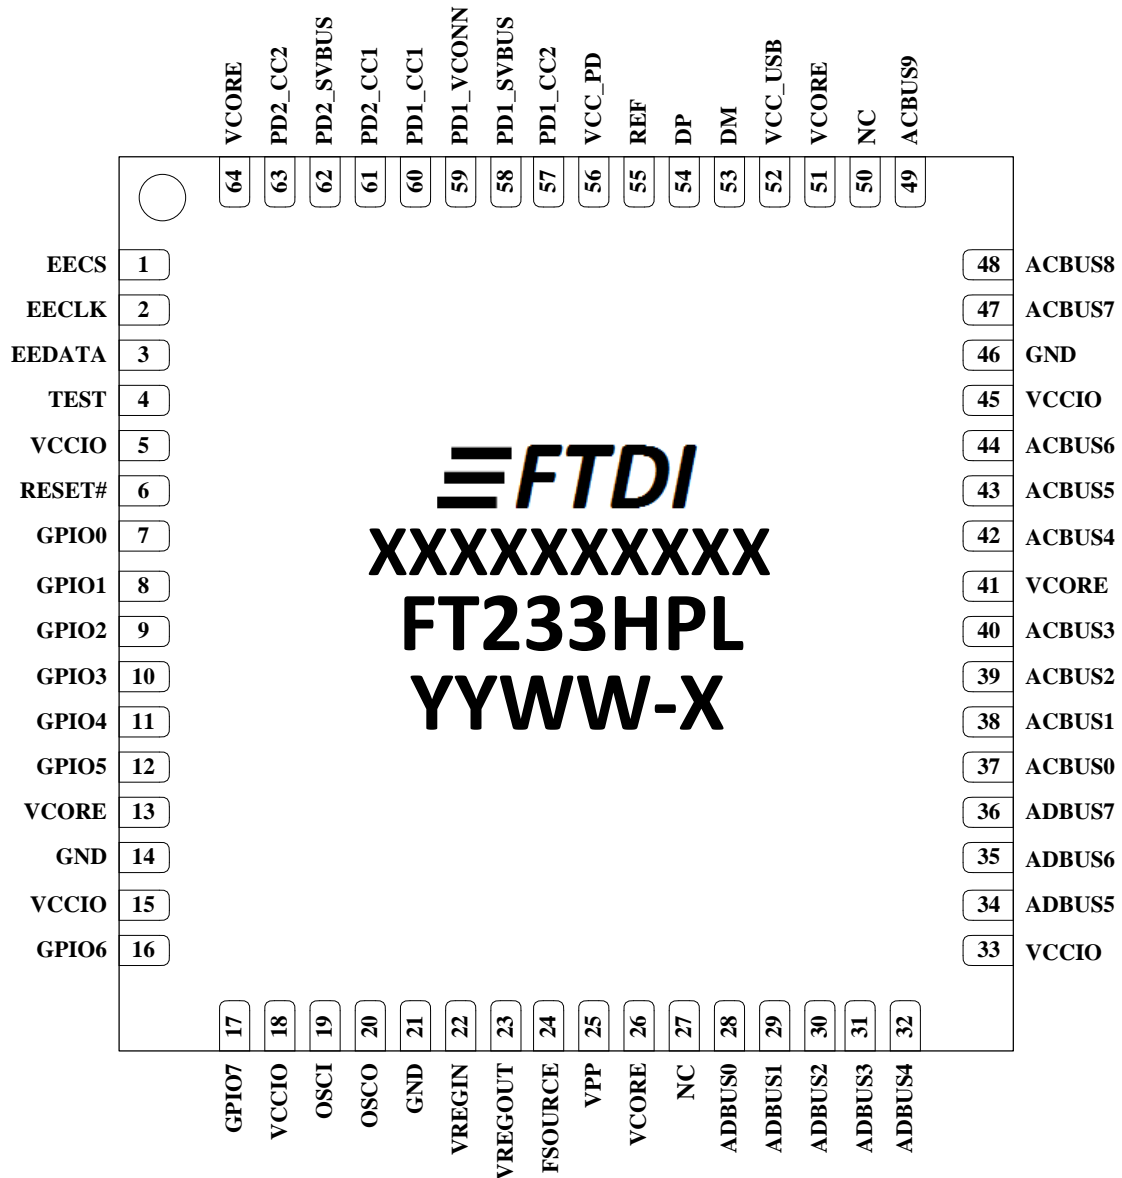 VCORE
PD2_CC2
PD2_SVBUS
PD2_CC1
PD1_CC1
PD1_VCONN
PD1_SVBUS
PD1_CC2
VCC_PD
REF
DP
DM
VCC_USB
VCORE
NC
ACBUS9
64
63
62
61
60
59
58
57
56
55
54
53
52
51
50
49
EECS 1
EECLK 2
EEDATA 3
TEST 4
VCCIO 5
RESET# 6
GPIO0 7
GPIO1 8
GPIO2 9
GPIO3 10
GPIO4 11
GPIO5 12
VCORE 13
GND 14
VCCIO 15
GPIO6 16
FTDI
XXXXXXXXXX
FT233HPL
YYWW-X
48 ACBUS8
47 ACBUS7
46 GND
45 VCCIO
44 ACBUS6
43 ACBUS5
42 ACBUS4
41 VCORE
40 ACBUS3
39 ACBUS2
38 ACBUS1
37 ACBUS0
36 ADBUS7
35 ADBUS6
34 ADBUS5
33 VCCIO
17
18
19
20
21
22
23
24
25
26
27
28
29
30
31
32
GPIO7
VCCIO
OSCI
OSCO
GND
VREGIN
VREGOUT
FSOURCE
VPP
VCORE
NC
ADBUS0
ADBUS1
ADBUS2
ADBUS3
ADBUS4